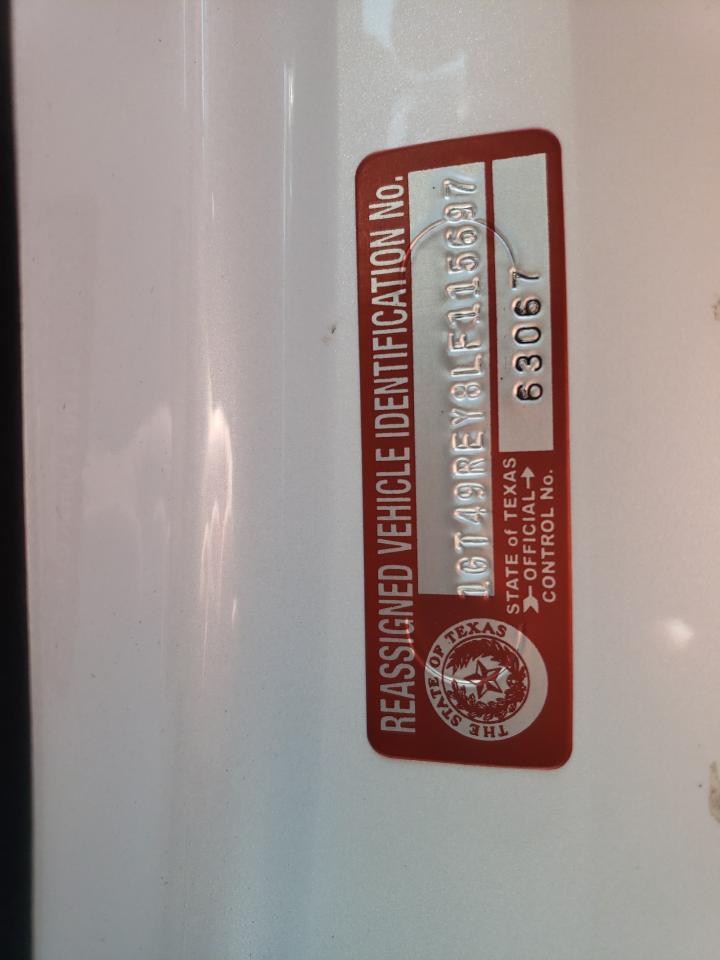 REASSIGNED VEHICLE IDENTIFICATION No.
1GT49REY8LF115697
THE STATE OF TEXAS
STATE of TEXAS
OFFICIAL
CONTROL No.
63067